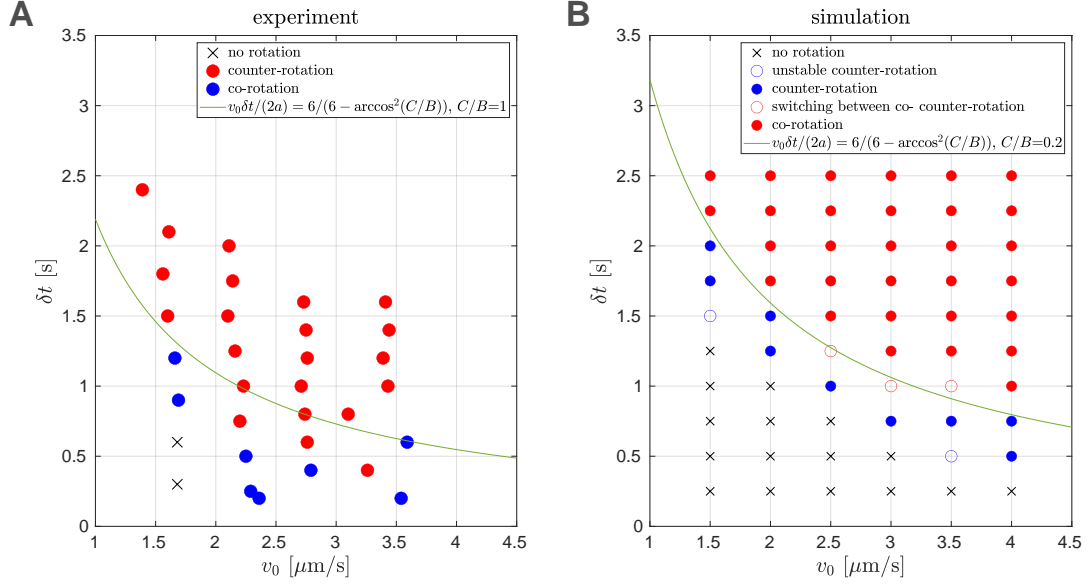 A
experiment
3.5
3
2.5
2
1.5
1
0.5
0
δt [s]
× no rotation
counter-rotation
co-rotation
v₀δt/(2a) = 6/(6 − arccos²(C/B)), C/B=1
1 1.5 2 2.5 3 3.5 4 4.5
v₀ [μm/s]
B
simulation
3.5
3
2.5
2
1.5
1
0.5
0
δt [s]
× no rotation
unstable counter-rotation
counter-rotation
switching between co- counter-rotation
co-rotation
v₀δt/(2a) = 6/(6 − arccos²(C/B)), C/B=0.2
1 1.5 2 2.5 3 3.5 4 4.5
v₀ [μm/s]